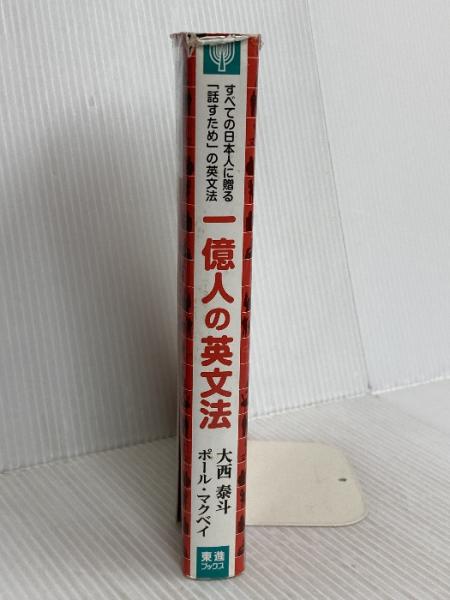 すべての日本人に贈る
「話すため」の英文法
一億人の英文法
大西 泰斗
ポール・マクベイ
東進
ブックス